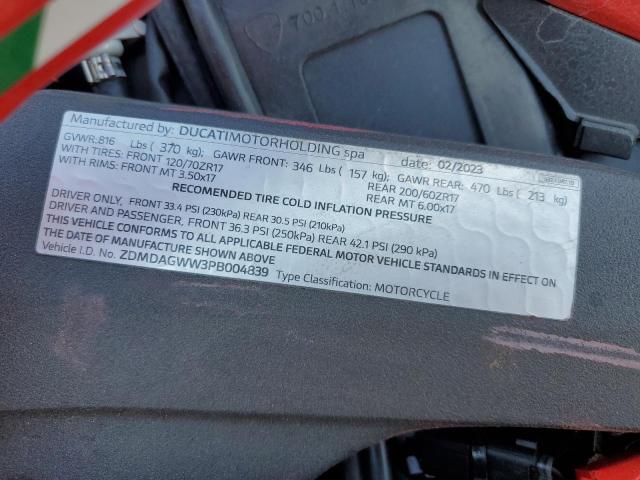 700.1.
Manufactured by: DUCATIMOTORHOLDING spa date: 02/2023
GVWR:816 Lbs ( 370 kg); GAWR FRONT: 346 Lbs ( 157 kg); GAWR REAR: 470 Lbs ( 213 kg)
WITH TIRES: FRONT 120/70ZR17 REAR 200/60ZR17
WITH RIMS: FRONT MT 3.50x17 REAR MT 6.00x17
RECOMENDED TIRE COLD INFLATION PRESSURE
DRIVER ONLY, FRONT 33.4 PSI (230kPa) REAR 30.5 PSI (210kPa)
DRIVER AND PASSENGER, FRONT 36.3 PSI (250kPa) REAR 42.1 PSI (290 kPa)
THIS VEHICLE CONFORMS TO ALL APPLICABLE FEDERAL MOTOR VEHICLE STANDARDS IN EFFECT ON
THE DATE OF MANUFACTURE SHOWN ABOVE
Vehicle I.D. No. ZDMDAGWW3PB004839 Type Classification: MOTORCYCLE